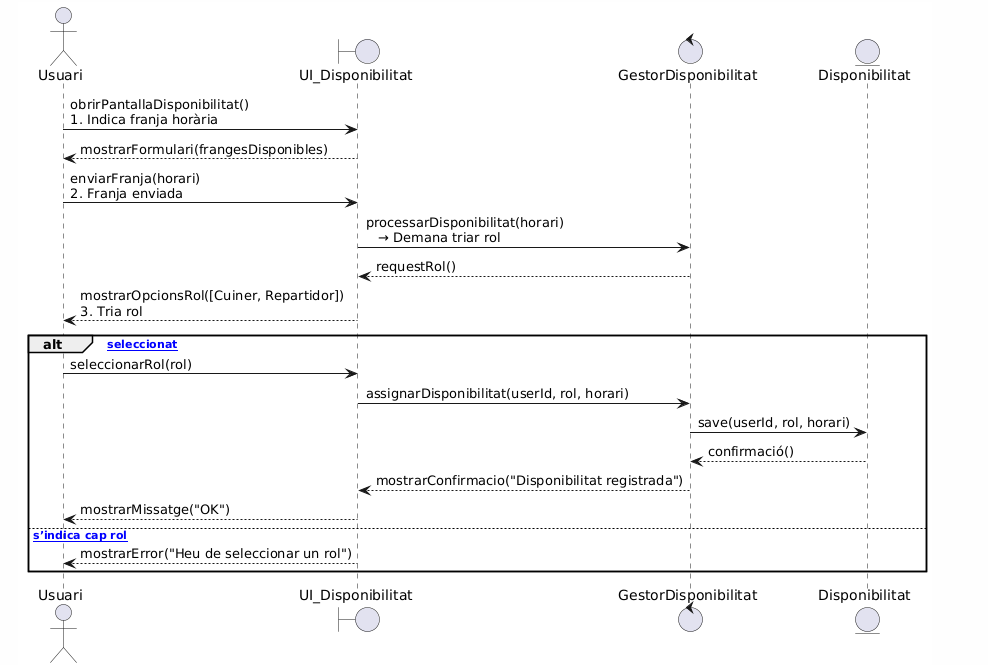 Usuari
UI_Disponibilitat
GestorDisponibilitat
Disponibilitat
obrirPantallaDisponibilitat()
1. Indica franja horària
mostrarFormulari(frangesDisponibles)
enviarFranja(horari)
2. Franja enviada
processarDisponibilitat(horari)
→ Demana triar rol
requestRol()
mostrarOpcionsRol([Cuiner, Repartidor])
3. Tria rol
alt
seleccionat
seleccionarRol(rol)
assignarDisponibilitat(userId, rol, horari)
save(userId, rol, horari)
confirmació()
mostrarConfirmacio("Disponibilitat registrada")
mostrarMissatge("OK")
s'indica cap rol
mostrarError("Heu de seleccionar un rol")
Usuari
UI_Disponibilitat
GestorDisponibilitat
Disponibilitat